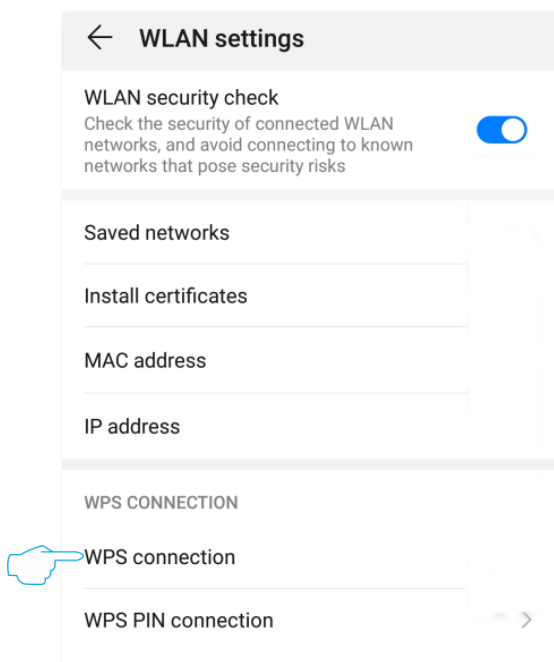 WLAN settings
WLAN security check
Check the security of connected WLAN
networks, and avoid connecting to known
networks that pose security risks
Saved networks
Install certificates
MAC address
IP address
WPS CONNECTION
WPS connection
WPS PIN connection